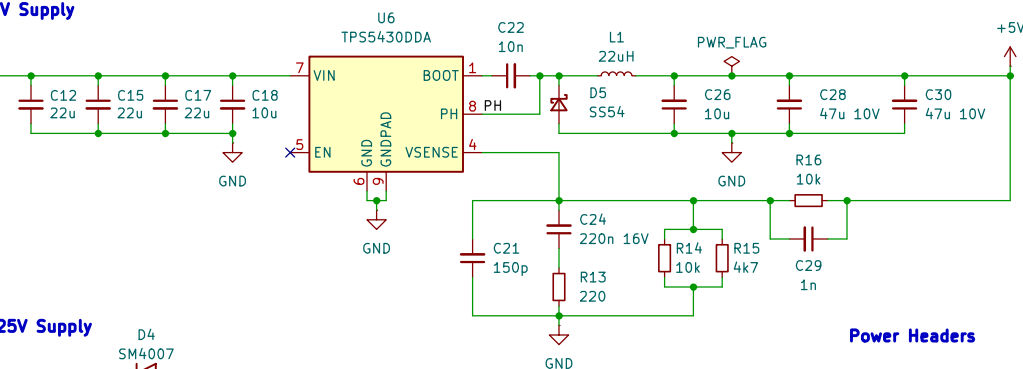 V Supply
U6
TPS5430DDA
C22
10n
L1
22uH
PWR_FLAG
+5V
7
VIN
BOOT
1
C12
22u
C15
22u
C17
22u
C18
10u
PH
8
PH
D5
SS54
C26
10u
C28
47u 10V
C30
47u 10V
5
EN
GND
GNDPAD
VSENSE
4
6
9
GND
GND
GND
R16
10k
C24
220n 16V
C21
150p
R14
10k
R15
4k7
C29
1n
R13
220
GND
25V Supply
D4
SM4007
Power Headers